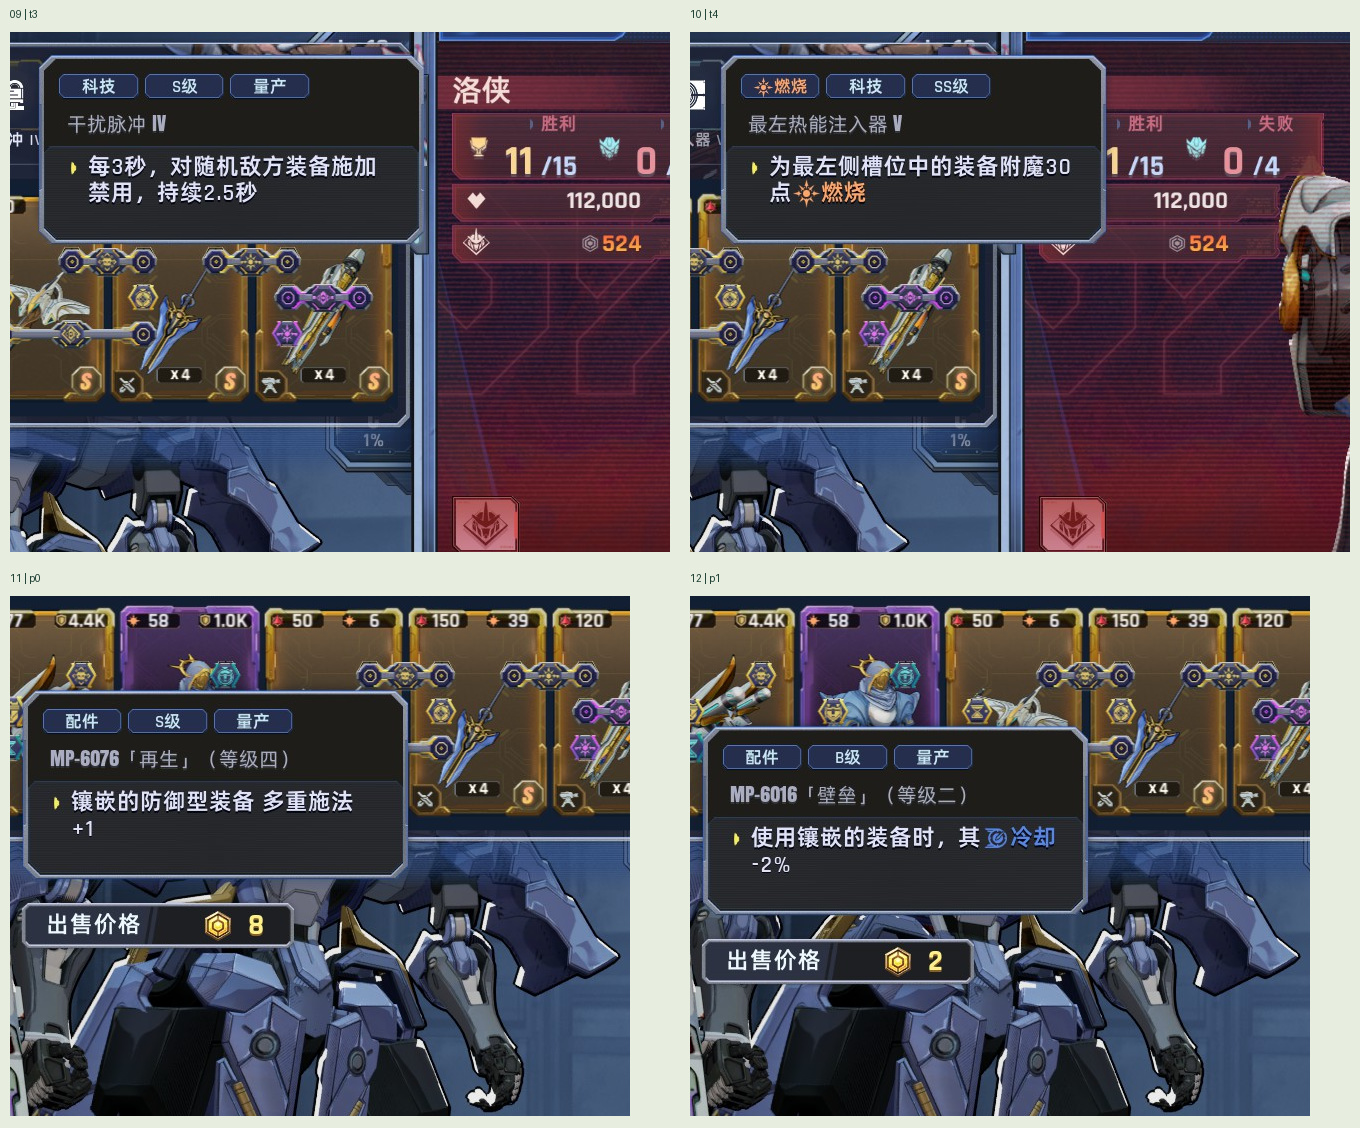 09 | t3
科技 S级 量产
干扰脉冲 IV
每3秒，对随机敌方装备施加
禁用，持续2.5秒
洛侠
胜利
11 /15 0
112,000
524
x4 S x4 S
S
1%
10 | t4
燃烧 科技 SS级
最左热能注入器 V
为最左侧槽位中的装备附魔30
点燃烧
胜利 失败
1 /15 0 /4
112,000
524
x4 S x4 S
1%
11 | p0
77 4.4K 58 1.0K 50 6 150 39 120
配件 S级 量产
MP-6076「再生」（等级四）
镶嵌的防御型装备 多重施法
+1
x4 S
出售价格 8
12 | p1
77 4.4K 58 1.0K 50 6 150 39 120
配件 B级 量产
MP-6016「壁垒」（等级二）
使用镶嵌的装备时，其冷却
-2%
x4 S
出售价格 2